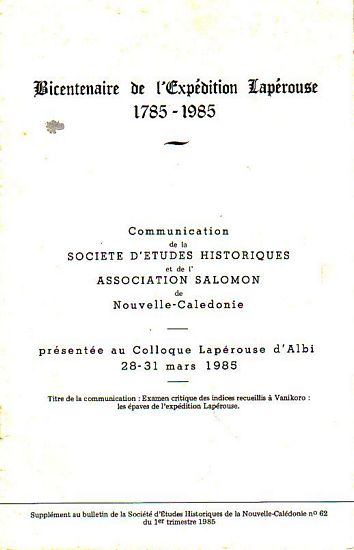 Bicentenaire de l'Expédition Lapérouse
1785-1985
Communication
de la
SOCIETE D'ETUDES HISTORIQUES
et de l'
ASSOCIATION SALOMON
de
Nouvelle-Caledonie
présentée au Colloque Lapérouse d'Albi
28-31 mars 1985
Titre de la communication : Examen critique des indices recueillis à Vanikoro :
les épaves de l'expédition Lapérouse.
Supplément au bulletin de la Société d'Etudes Historiques de la Nouvelle-Calédonie nº 62
du 1er trimestre 1985